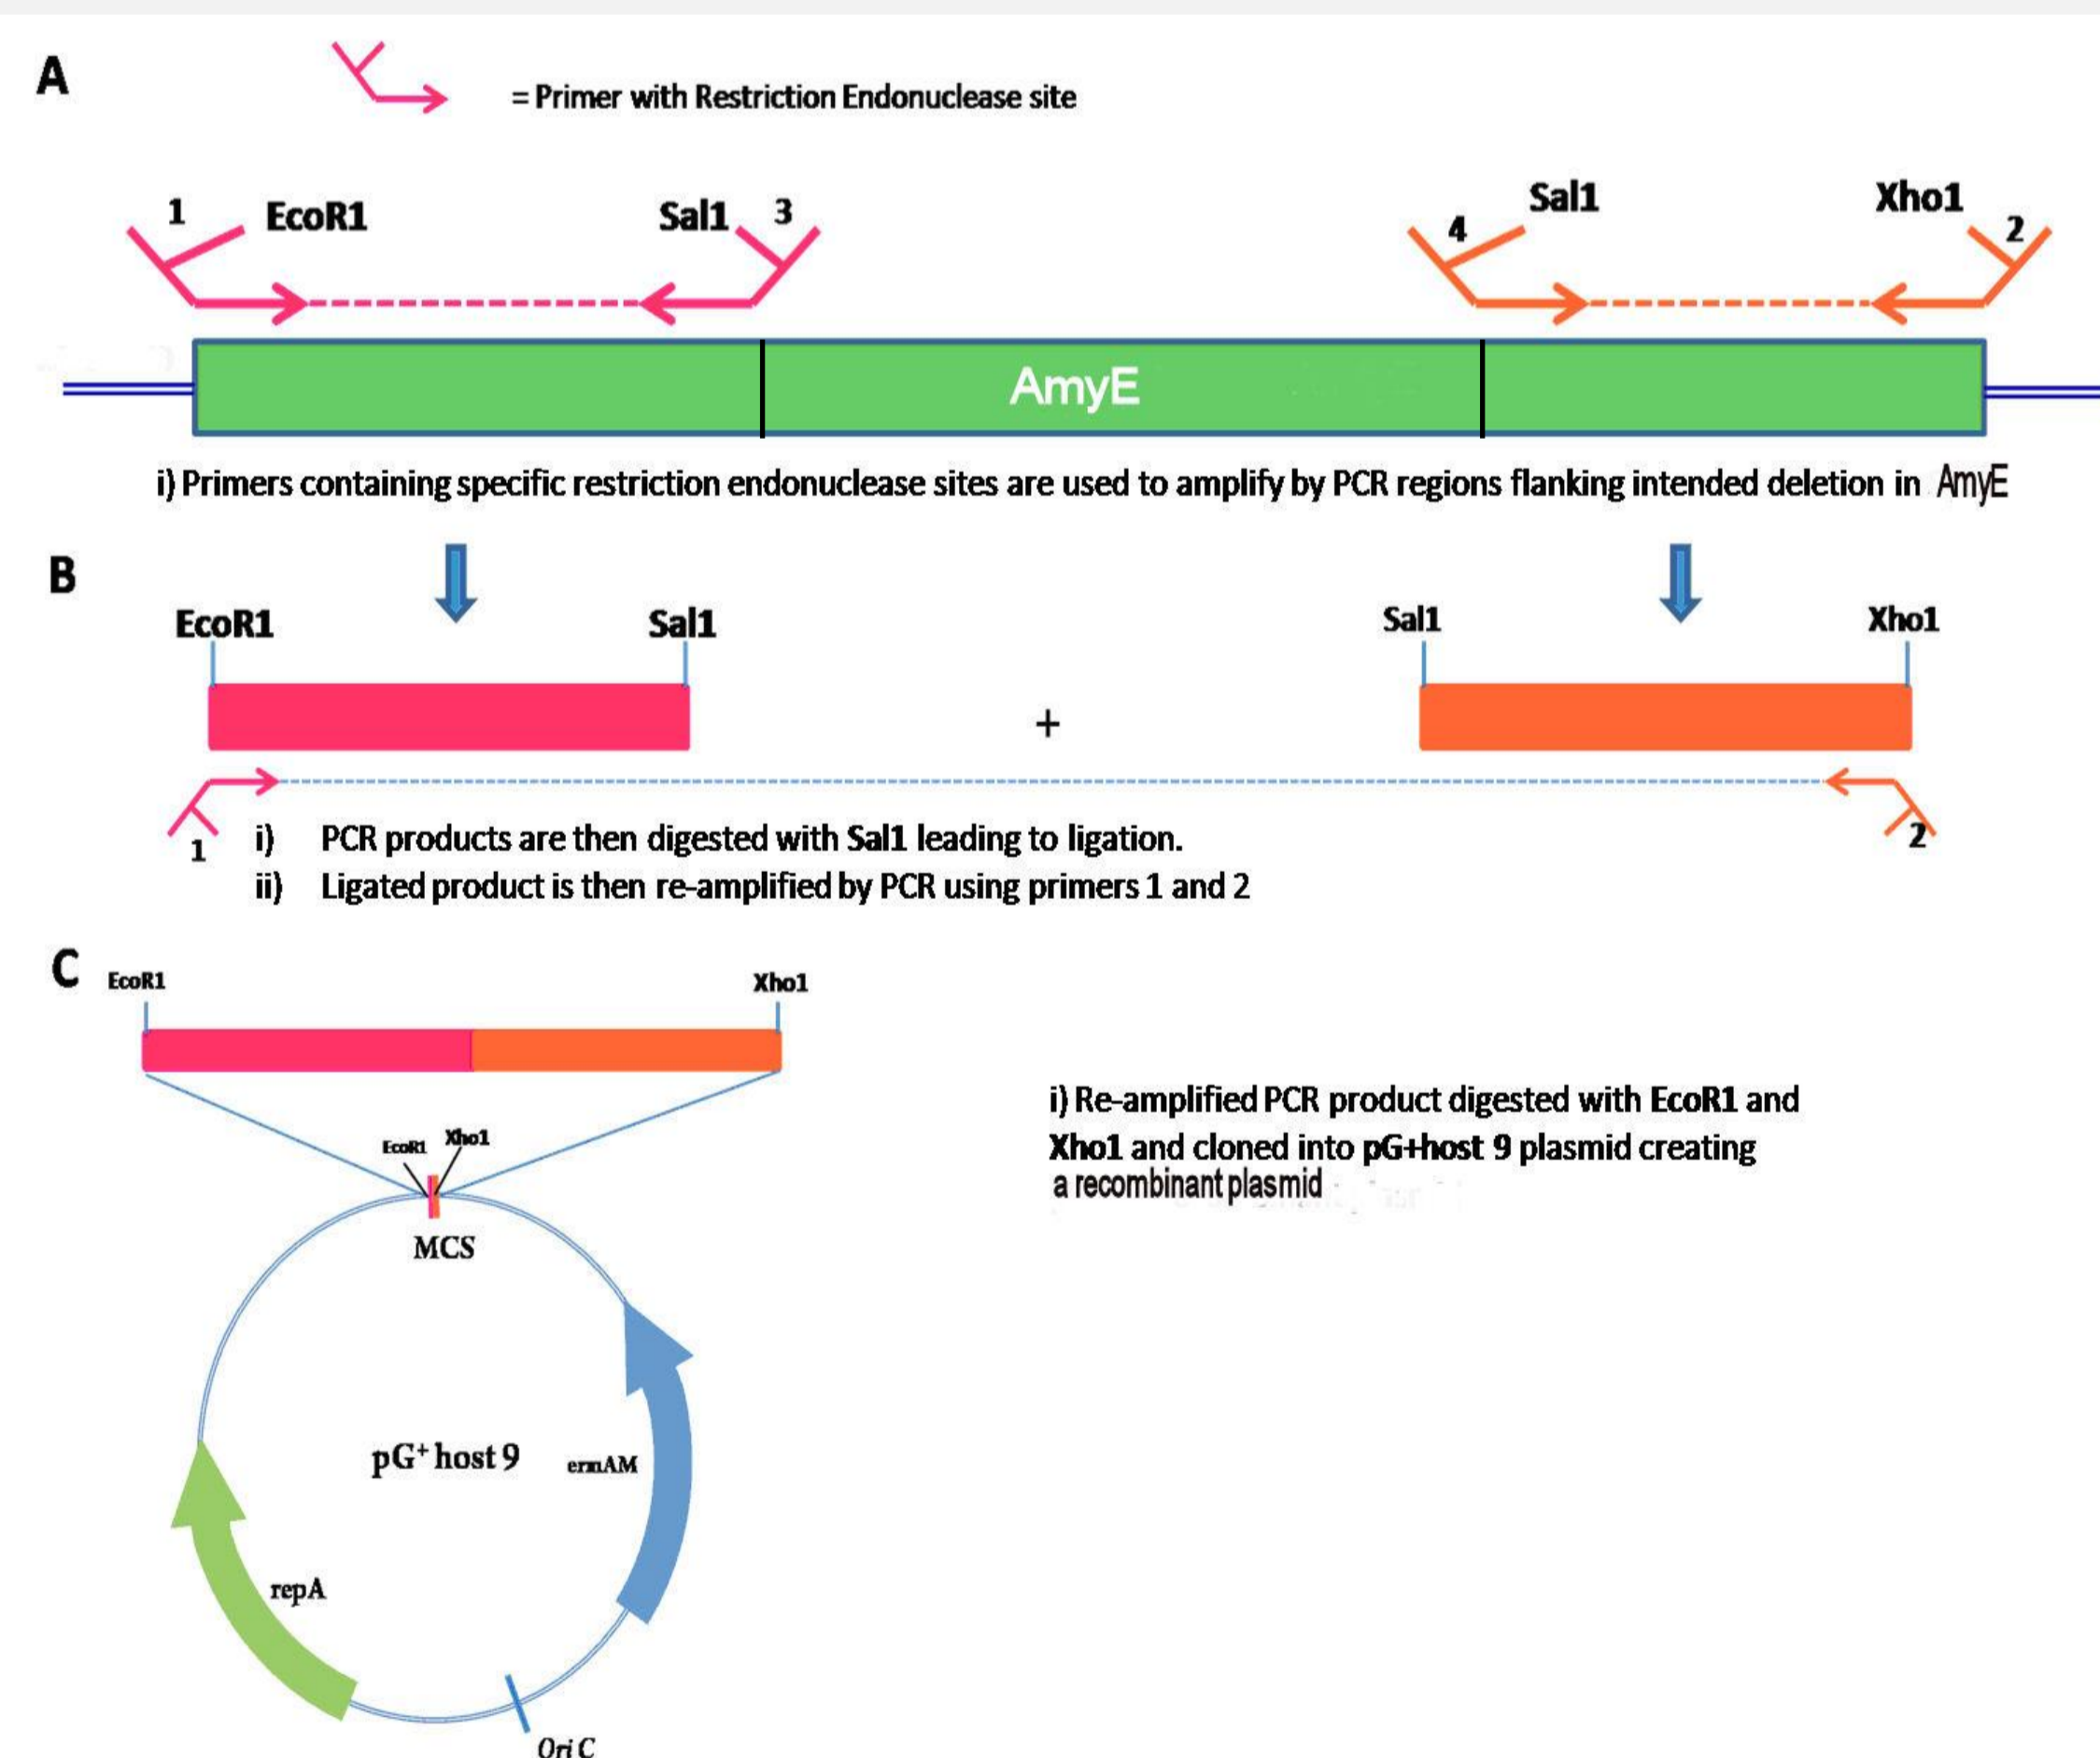 A
= Primer with Restriction Endonuclease site
1 EcoR1 Sal1 3 4 Sal1 Xho1 2
AmyE
i) Primers containing specific restriction endonuclease sites are used to amplify by PCR regions flanking intended deletion in AmyE
B
EcoR1 Sal1 Sal1 Xho1
+
1 2
i) PCR products are then digested with Sal1 leading to ligation.
ii) Ligated product is then re-amplified by PCR using primers 1 and 2
C
EcoR1 Xho1
i) Re-amplified PCR product digested with EcoR1 and
Xho1 and cloned into pG+host 9 plasmid creating
a recombinant plasmid
EcoR1 Xho1
MCS
pG+ host 9
ermAM
repA
Ori C